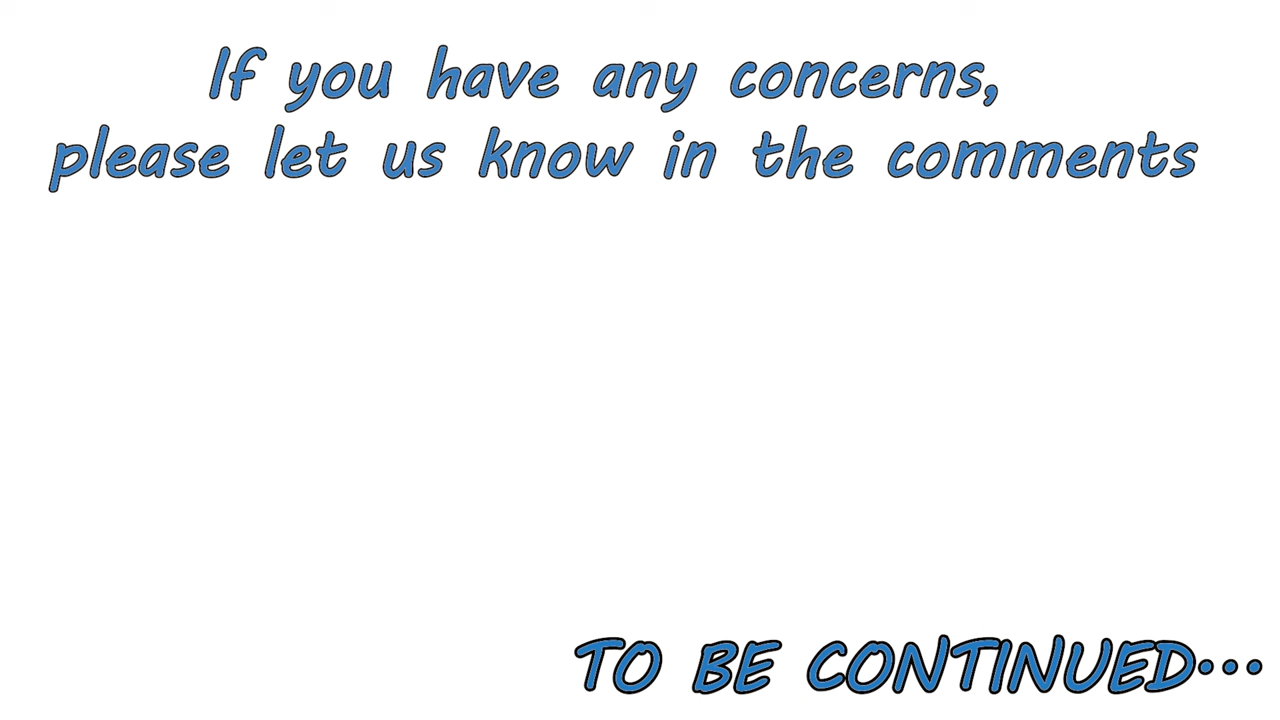 If you have any concerns,
please let us know in the comments
TO BE CONTINUED...